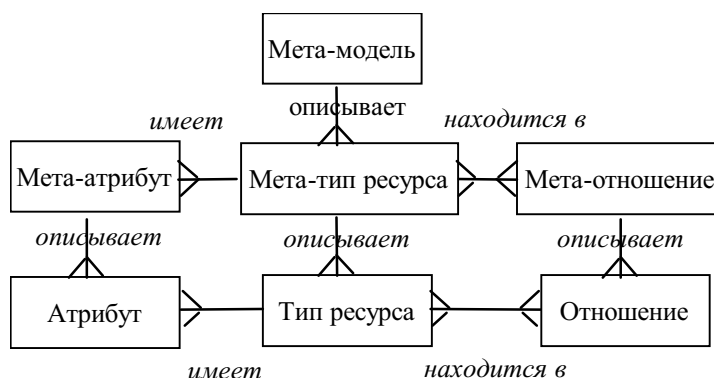 Мета-модель
описывает
имеет
находится в
Мета-атрибут
Мета-тип ресурса
Мета-отношение
описывает
описывает
описывает
Атрибут
Тип ресурса
Отношение
имеет
находится в